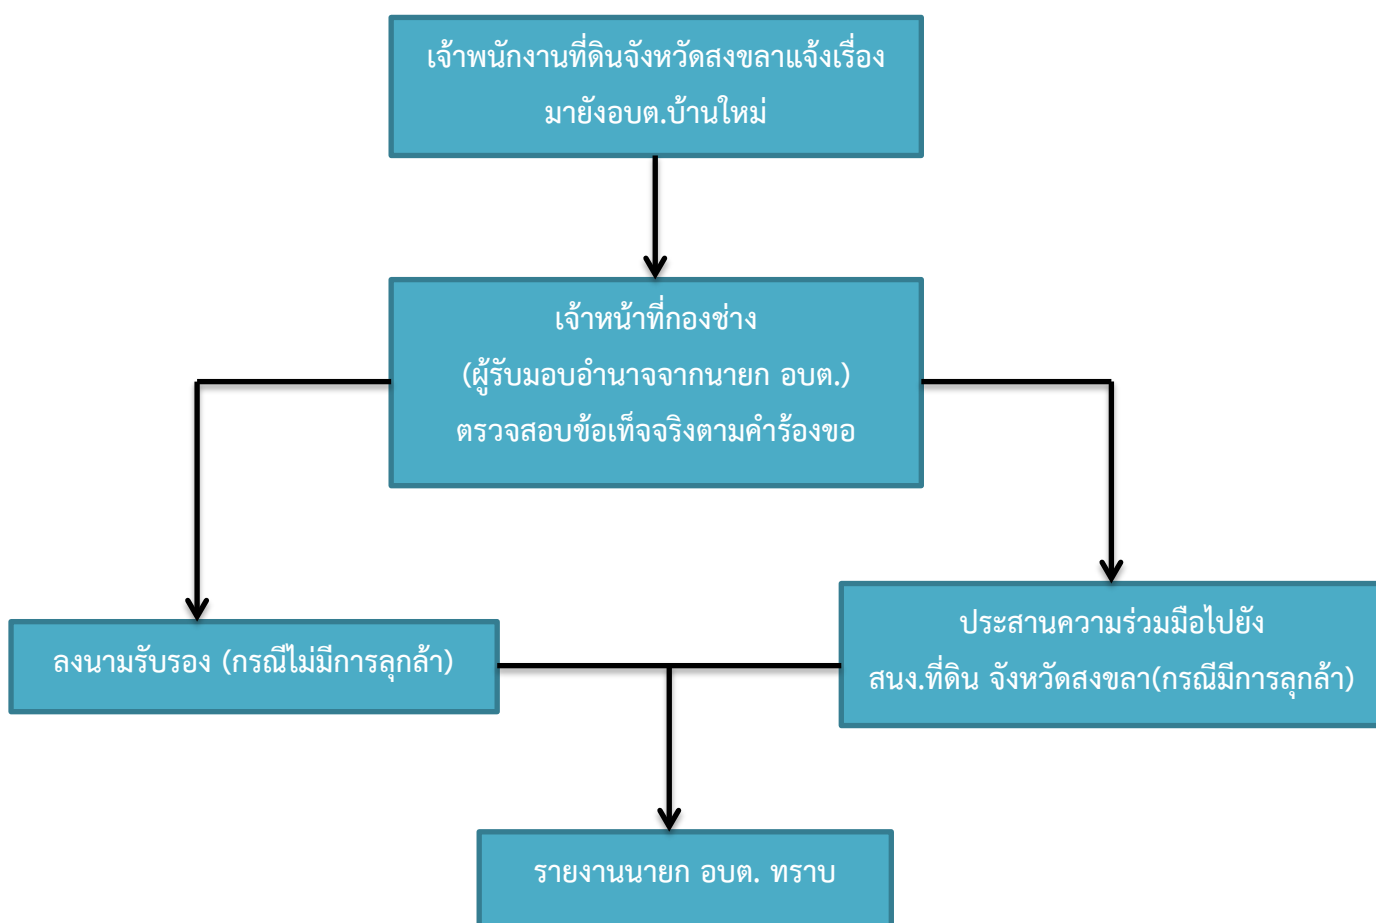 เจ้าพนักงานที่ดินจังหวัดสงขลาแจ้งเรื่อง
มายังอบต.บ้านใหม่
เจ้าหน้าที่กองช่าง
(ผู้รับมอบอำนาจจากนายก อบต.)
ตรวจสอบข้อเท็จจริงตามคำร้องขอ
ลงนามรับรอง (กรณีไม่มีการลุกล้ำ)
ประสานความร่วมมือไปยัง
สนง.ที่ดิน จังหวัดสงขลา(กรณีมีการลุกล้ำ)
รายงานนายก อบต. ทราบ